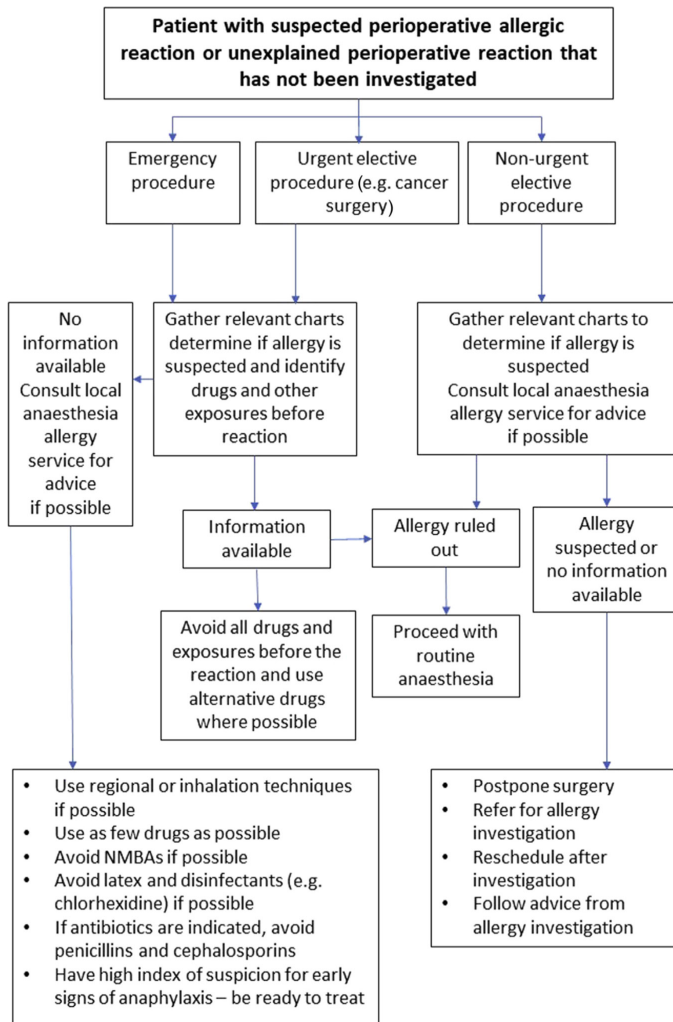 Patient with suspected perioperative allergic
reaction or unexplained perioperative reaction that
has not been investigated
Emergency
procedure
Urgent elective
procedure (e.g. cancer
surgery)
Non-urgent
elective
procedure
No
information
available
Consult local
anaesthesia
allergy
service for
advice
if possible
Gather relevant charts
determine if allergy is
suspected and identify
drugs and other
exposures before
reaction
Gather relevant charts to
determine if allergy is
suspected
Consult local anaesthesia
allergy service for advice
if possible
Information
available
Allergy ruled
out
Allergy
suspected or
no information
available
Avoid all drugs and
exposures before the
reaction and use
alternative drugs
where possible
Proceed with
routine
anaesthesia
• Use regional or inhalation techniques
if possible
• Use as few drugs as possible
• Avoid NMBAs if possible
• Avoid latex and disinfectants (e.g.
chlorhexidine) if possible
• If antibiotics are indicated, avoid
penicillins and cephalosporins
• Have high index of suspicion for early
signs of anaphylaxis – be ready to treat
• Postpone surgery
• Refer for allergy
investigation
• Reschedule after
investigation
• Follow advice from
allergy investigation